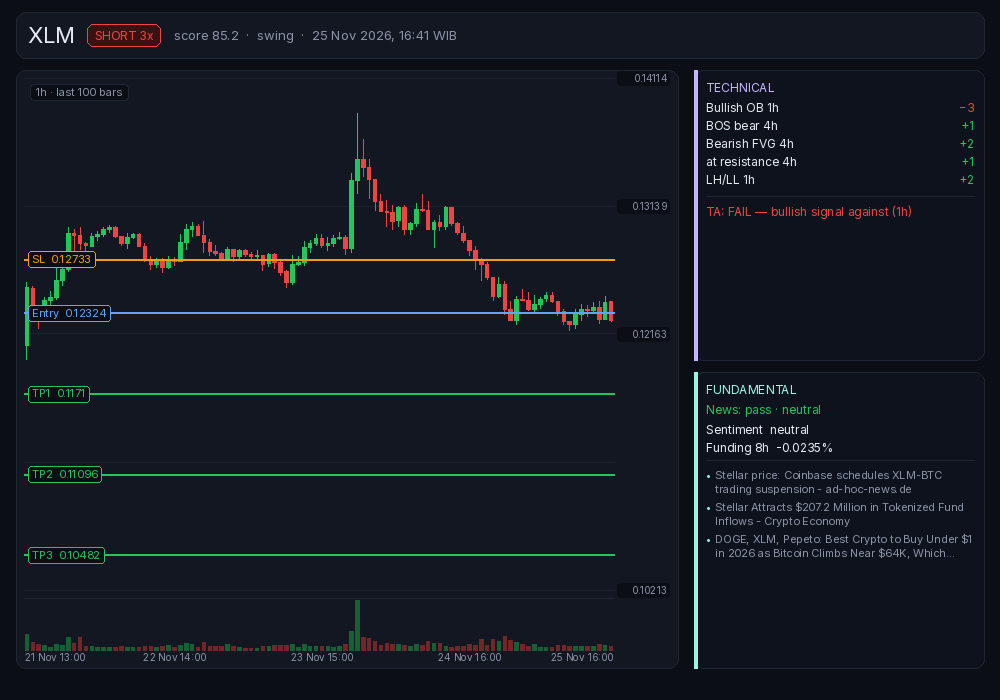 XLM SHORT 3x score 85.2 · swing · 25 Nov 2026, 16:41 WIB
1h · last 100 bars
0.14114
0.13139
SL 0.12733
Entry 0.12324
0.12163
TP1 0.1171
TP2 0.11096
TP3 0.10482
0.10213
21 Nov 13:00 22 Nov 14:00 23 Nov 15:00 24 Nov 16:00 25 Nov 16:00
TECHNICAL
Bullish OB 1h −3
BOS bear 4h +1
Bearish FVG 4h +2
at resistance 4h +1
LH/LL 1h +2
TA: FAIL — bullish signal against (1h)
FUNDAMENTAL
News: pass · neutral
Sentiment neutral
Funding 8h -0.0235%
• Stellar price: Coinbase schedules XLM-BTC
trading suspension - ad-hoc-news.de
• Stellar Attracts $207.2 Million in Tokenized Fund
Inflows - Crypto Economy
• DOGE, XLM, Pepeto: Best Crypto to Buy Under $1
in 2026 as Bitcoin Climbs Near $64K, Which…